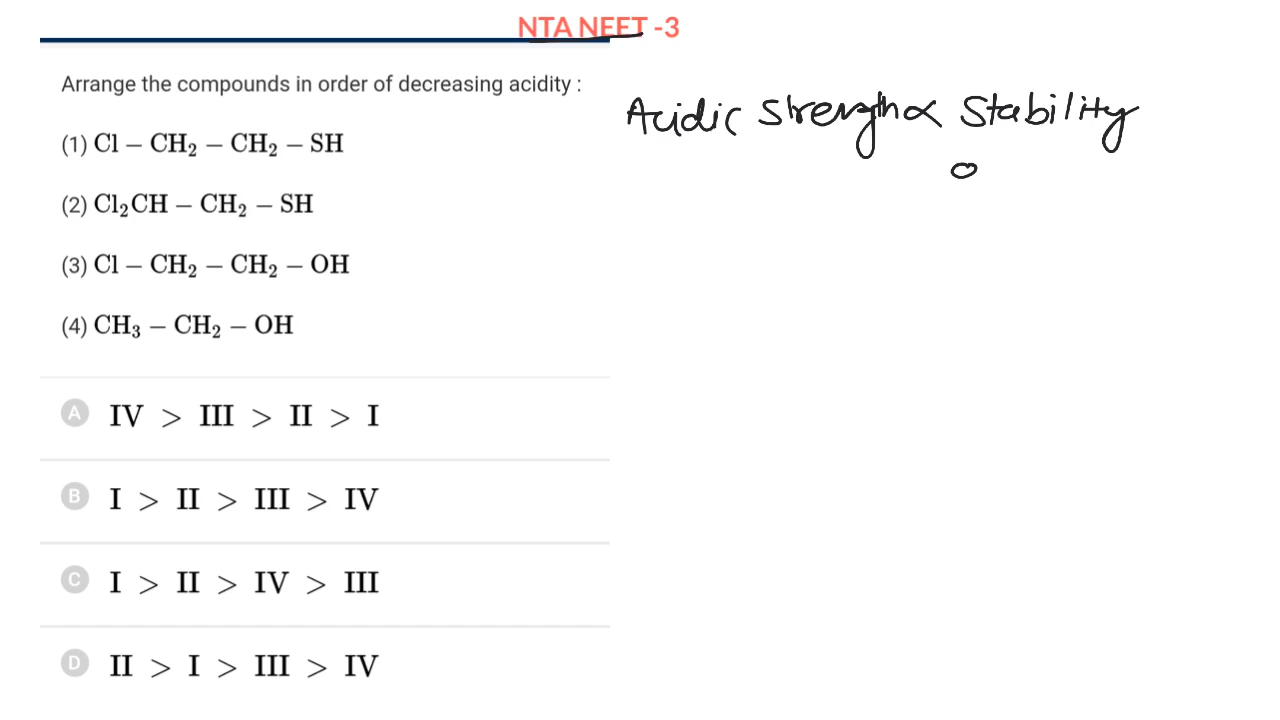 NTA NEET -3
Arrange the compounds in order of decreasing acidity :
Acidic Strength ∝ Stability
(1) Cl – CH₂ – CH₂ – SH
o
(2) Cl₂CH – CH₂ – SH
(3) Cl – CH₂ – CH₂ – OH
(4) CH₃ – CH₂ – OH
A IV > III > II > I
B I > II > III > IV
C I > II > IV > III
D II > I > III > IV